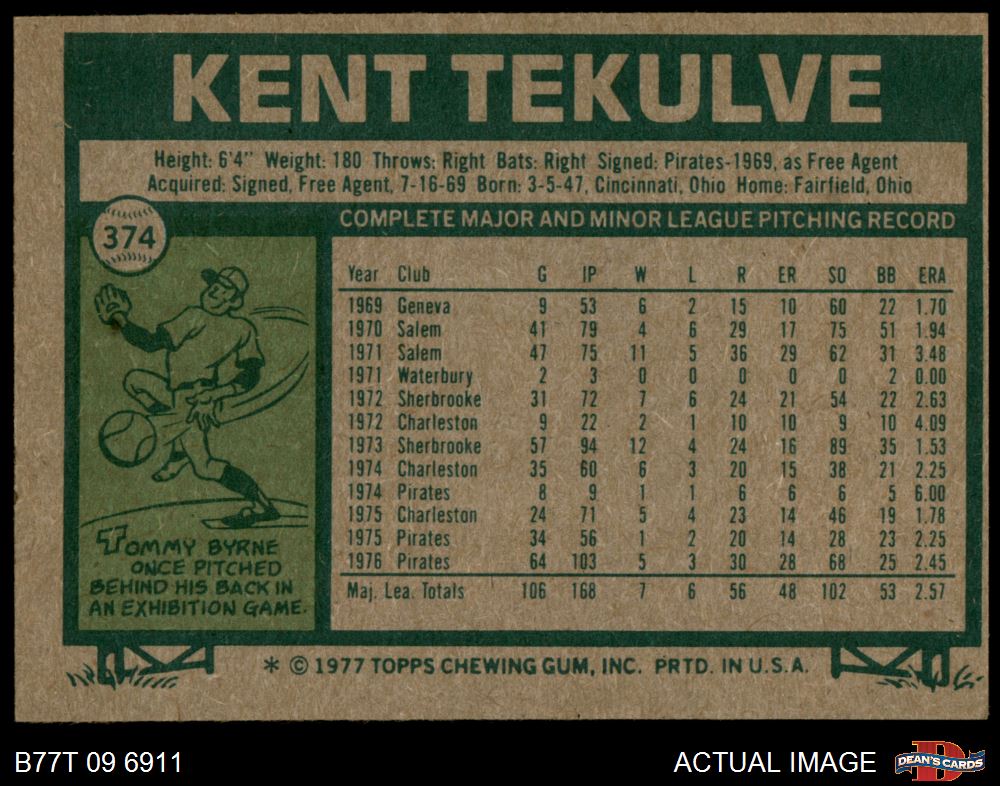 KENT TEKULVE
Height: 6'4" Weight: 180 Throws: Right Bats: Right Signed: Pirates-1969, as Free Agent
Acquired: Signed, Free Agent, 7-16-69 Born: 3-5-47, Cincinnati, Ohio Home: Fairfield, Ohio
374
COMPLETE MAJOR AND MINOR LEAGUE PITCHING RECORD
Year Club G IP W L R ER SO BB ERA
1969 Geneva 9 53 6 2 15 10 60 22 1.70
1970 Salem 41 79 4 6 29 17 75 51 1.94
1971 Salem 47 75 11 5 36 29 62 31 3.48
1971 Waterbury 2 3 0 0 0 0 0 2 0.00
1972 Sherbrooke 31 72 7 6 24 21 54 22 2.63
1972 Charleston 9 22 2 1 10 10 9 10 4.09
1973 Sherbrooke 57 94 12 4 24 16 89 35 1.53
1974 Charleston 35 60 6 3 20 15 38 21 2.25
1974 Pirates 8 9 1 1 6 6 6 5 6.00
1975 Charleston 24 71 5 4 23 14 46 19 1.78
1975 Pirates 34 56 1 2 20 14 28 23 2.25
1976 Pirates 64 103 5 3 30 28 68 25 2.45
Maj. Lea. Totals 106 168 7 6 56 48 102 53 2.57
TOMMY BYRNE
ONCE PITCHED
BEHIND HIS BACK IN
AN EXHIBITION GAME.
* © 1977 TOPPS CHEWING GUM, INC. PRTD. IN U.S.A.
B77T 09 6911
ACTUAL IMAGE
D
DEAN'S CARDS